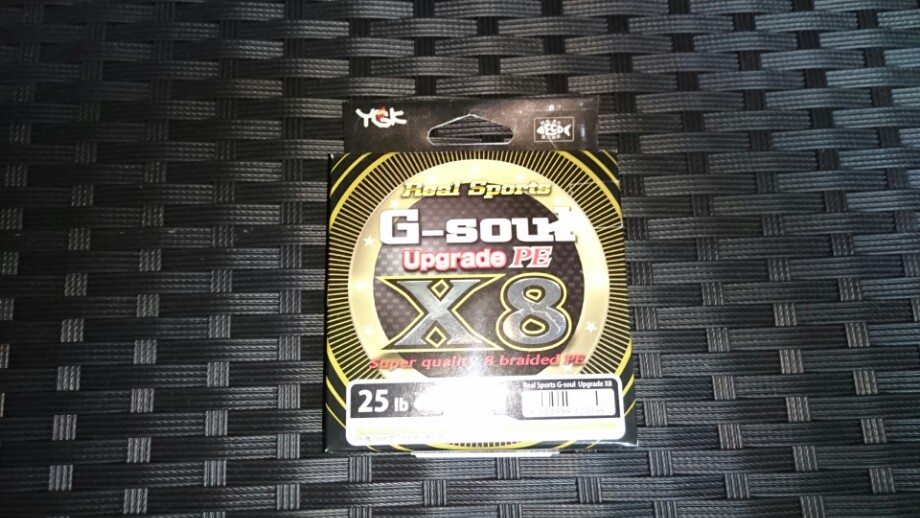 YGK
ECO
Real Sports
G-soul
Upgrade PE
X8
Super quality 8 braided PE
25 lb
Real Sports G-soul Upgrade X8